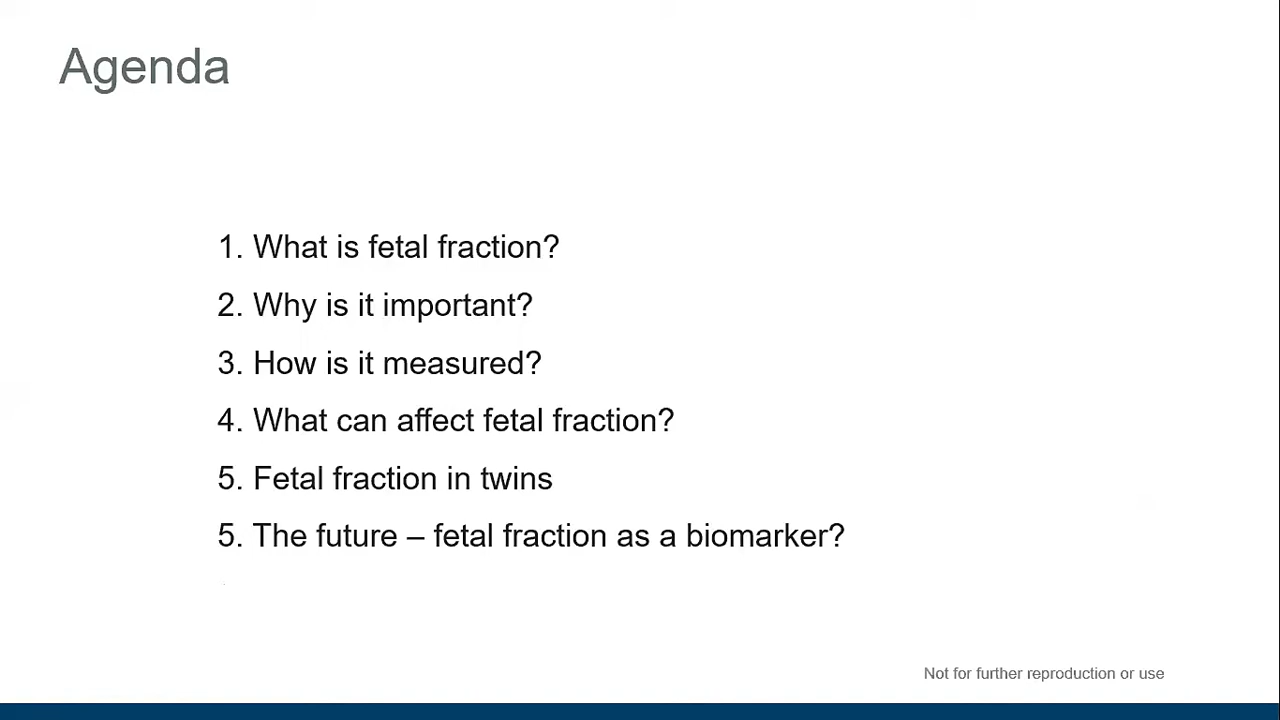 Agenda
1. What is fetal fraction?
2. Why is it important?
3. How is it measured?
4. What can affect fetal fraction?
5. Fetal fraction in twins
5. The future – fetal fraction as a biomarker?
Not for further reproduction or use